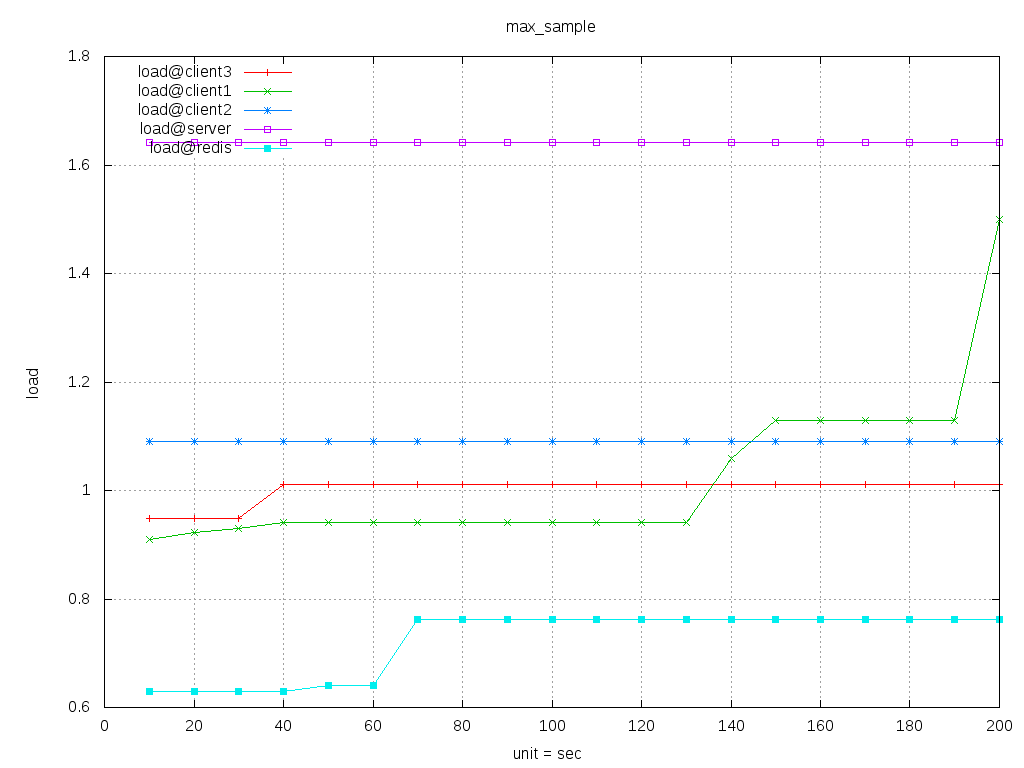 max_sample
load@client3
load@client1
load@client2
load@server
load@redis
1.8
1.6
1.4
1.2
1
0.8
0.6
load
0 20 40 60 80 100 120 140 160 180 200
unit = sec